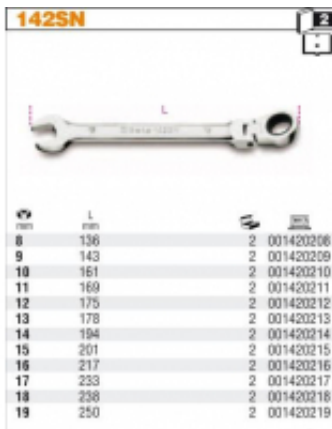 142SN
2
L
mm
L
mm
8 136 2 001420208
9 143 2 001420209
10 161 2 001420210
11 169 2 001420211
12 175 2 001420212
13 178 2 001420213
14 194 2 001420214
15 201 2 001420215
16 217 2 001420216
17 233 2 001420217
18 238 2 001420218
19 250 2 001420219